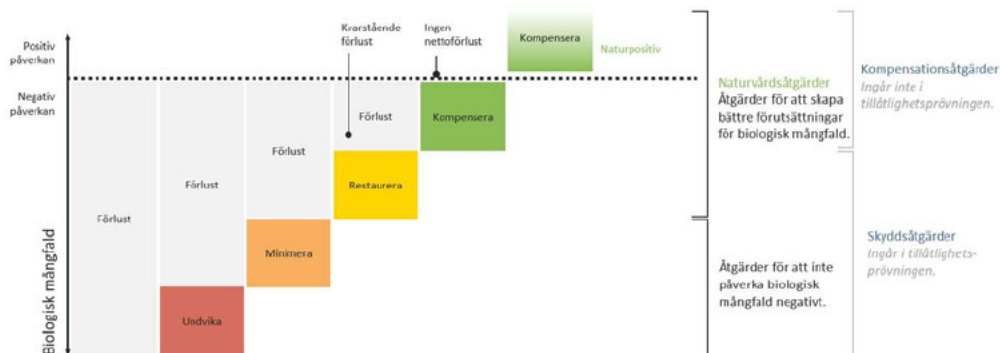 Positiv
påverkan
Negativ
påverkan
Biologisk mångfald
Förlust
Förlust
Undvika
Förlust
Minimera
Kvarstående
förlust
Förlust
Restaurera
Ingen
nettoförlust
Kompensera
Kompensera
Naturpositiv
Naturvårdsåtgärder
Åtgärder för att skapa
bättre förutsättningar
för biologisk mångfald.
Åtgärder för att inte
påverka biologisk
mångfald negativt.
Kompensationsåtgärder
Ingår inte i
tillåtlighetsprövningen.
Skyddsåtgärder
Ingår i tillåtlighets-
prövningen.